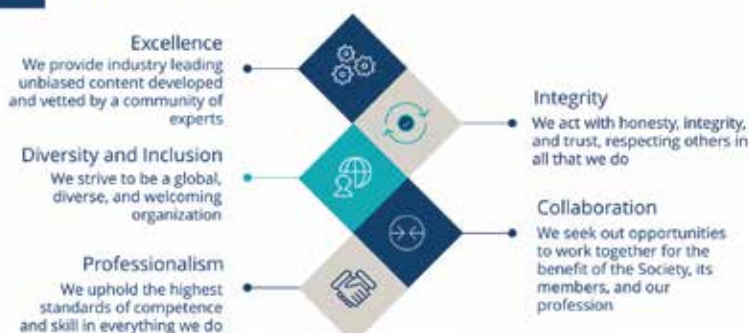 Excellence
We provide industry leading
unbiased content developed
and vetted by a community of
experts
Integrity
We act with honesty, integrity,
and trust, respecting others in
all that we do
Diversity and Inclusion
We strive to be a global,
diverse, and welcoming
organization
Collaboration
We seek out opportunities
to work together for the
benefit of the Society, its
members, and our
profession
Professionalism
We uphold the highest
standards of competence
and skill in everything we do